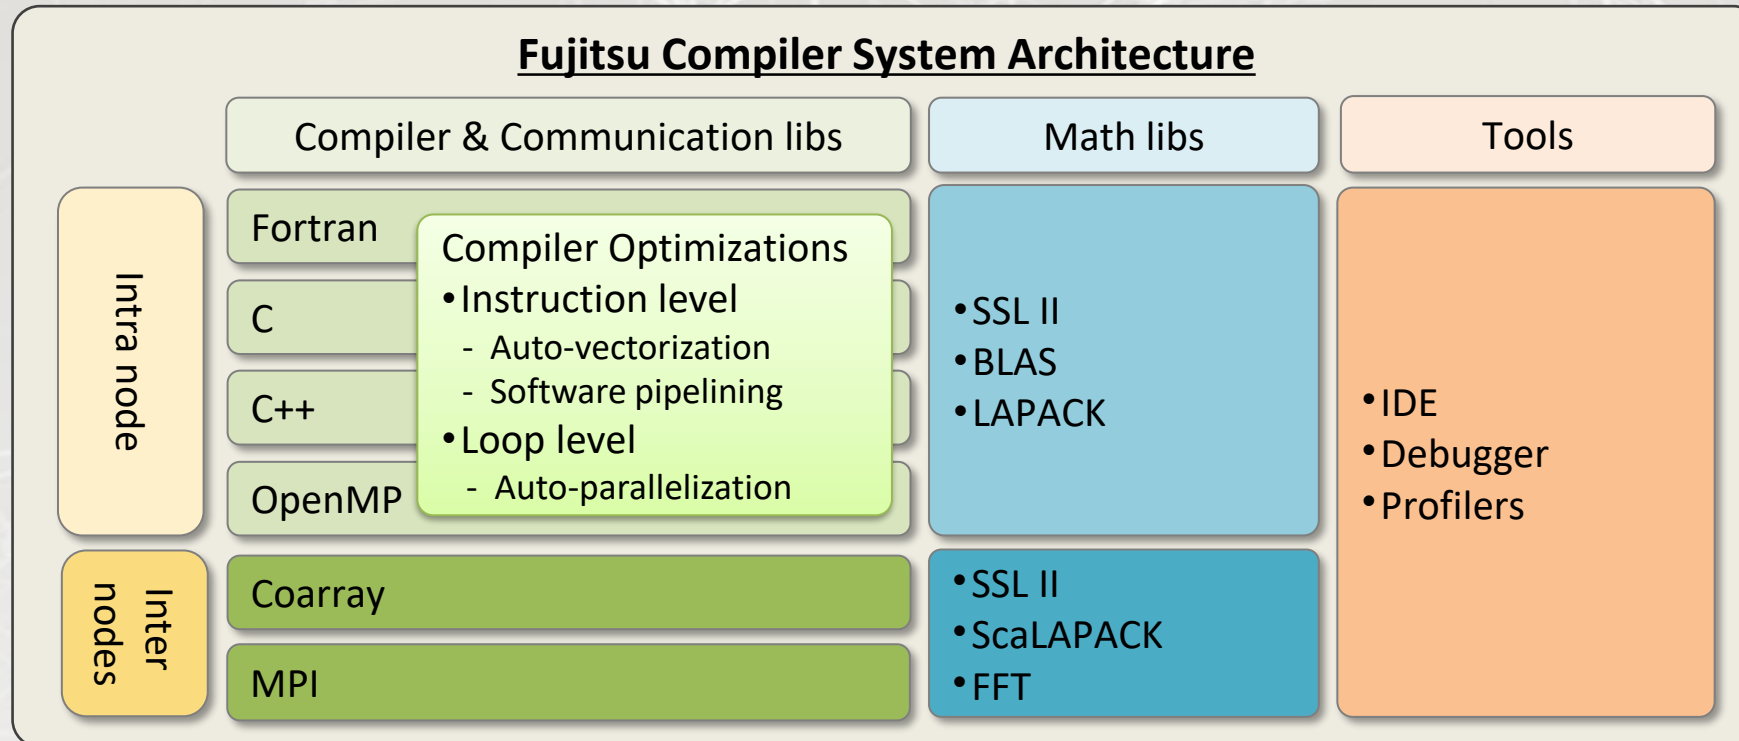 Fujitsu Compiler System Architecture
Compiler & Communication libs
Math libs
Tools
Intra node
Fortran
C
C++
OpenMP
Compiler Optimizations
•Instruction level
- Auto-vectorization
- Software pipelining
•Loop level
- Auto-parallelization
•SSL II
•BLAS
•LAPACK
•IDE
•Debugger
•Profilers
Inter
nodes
Coarray
MPI
•SSL II
•ScaLAPACK
•FFT